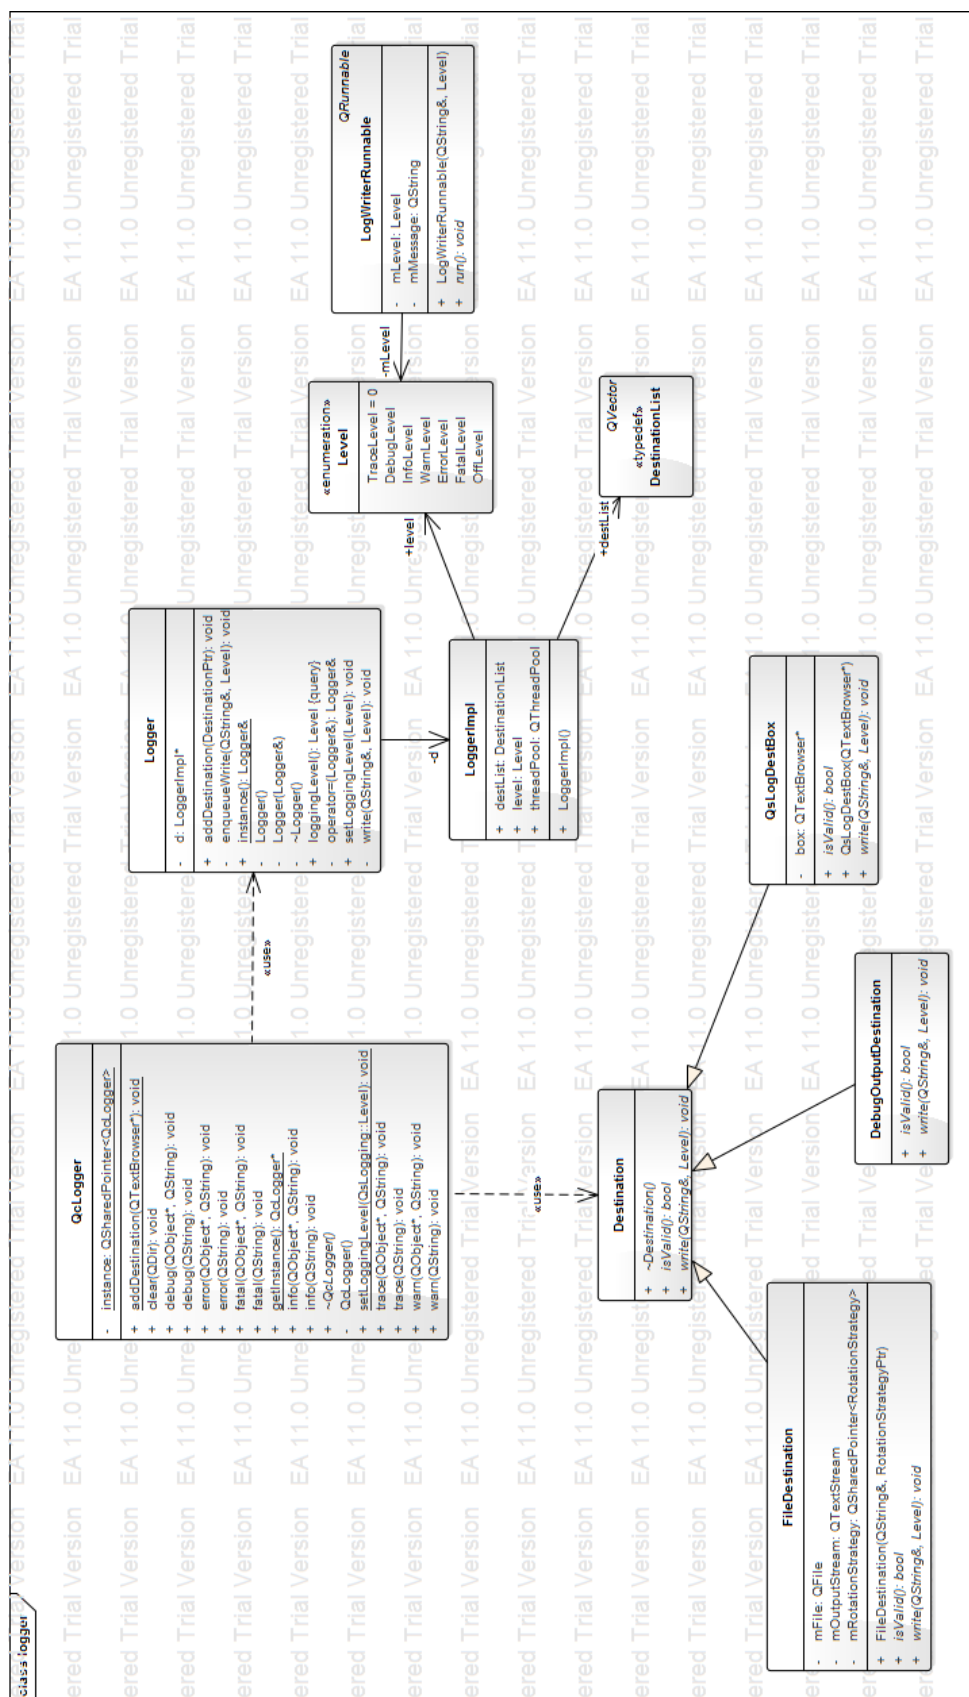 class logger
QcLogger
- instance: QSharedPointer<QcLogger>
+ addDestination(QTextBrowser*): void
+ clear(QDir): void
+ debug(QObject*, QString): void
+ debug(QString): void
+ error(QObject*, QString): void
+ error(QString): void
+ fatal(QObject*, QString): void
+ fatal(QString): void
+ getInstance(): QcLogger*
+ info(QObject*, QString): void
+ info(QString): void
+ ~QcLogger()
- QcLogger()
+ setLoggingLevel(QsLogging::Level): void
+ trace(QObject*, QString): void
+ trace(QString): void
+ warn(QObject*, QString): void
+ warn(QString): void
«use»
Logger
- d: LoggerImpl*
+ addDestination(DestinationPtr): void
- enqueueWrite(QString&, Level): void
+ instance(): Logger&
- Logger()
- Logger(Logger&)
- ~Logger()
+ loggingLevel(): Level {query}
- operator=(Logger&): Logger&
+ setLoggingLevel(Level): void
- write(QString&, Level): void
-d
LoggerImpl
+ destList: DestinationList
+ level: Level
+ threadPool: QThreadPool
+ LoggerImpl()
+level
«enumeration»
Level
TraceLevel = 0
DebugLevel
InfoLevel
WarnLevel
ErrorLevel
FatalLevel
OffLevel
-mLevel
QRunnable
LogWriterRunnable
- mLevel: Level
- mMessage: QString
+ LogWriterRunnable(QString&, Level)
+ run(): void
+destList
QVector
«typedef»
DestinationList
«use»
Destination
+ ~Destination()
+ isValid(): bool
+ write(QString&, Level): void
FileDestination
- mFile: QFile
- mOutputStream: QTextStream
- mRotationStrategy: QSharedPointer<RotationStrategy>
+ FileDestination(QString&, RotationStrategyPtr)
+ isValid(): bool
+ write(QString&, Level): void
DebugOutputDestination
+ isValid(): bool
+ write(QString&, Level): void
QsLogDestBox
- box: QTextBrowser*
+ isValid(): bool
+ QsLogDestBox(QTextBrowser*)
+ write(QString&, Level): void
EA 11.0 Unregistered Trial Version